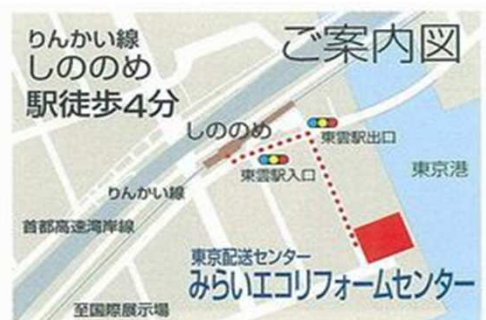 りんかい線
しののめ
駅徒歩4分
ご案内図
しののめ
東雲駅出口
東雲駅入口
東京港
りんかい線
首都高速湾岸線
東京配送センター
みらいエコリフォームセンター
至国際展示場